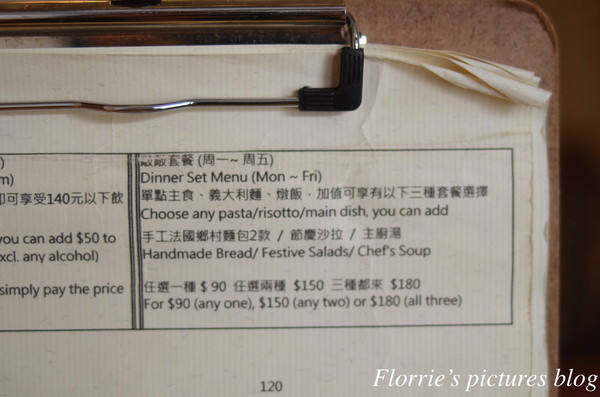 )
m)
即可享受140元以下飲
you can add $50 to
excl. any alcohol)
simply pay the price
套餐 (周一~ 周五)
Dinner Set Menu (Mon ~ Fri)
單點主食、義大利麵、燉飯，加值可享有以下三種套餐選擇
Choose any pasta/risotto/main dish, you can add
手工法國鄉村麵包2款 / 節慶沙拉 / 主廚湯
Handmade Bread/ Festive Salads/ Chef's Soup
任選一種 $ 90 任選兩種 $150 三種都來 $180
For $90 (any one), $150 (any two) or $180 (all three)
120
Florrie's pictures blog